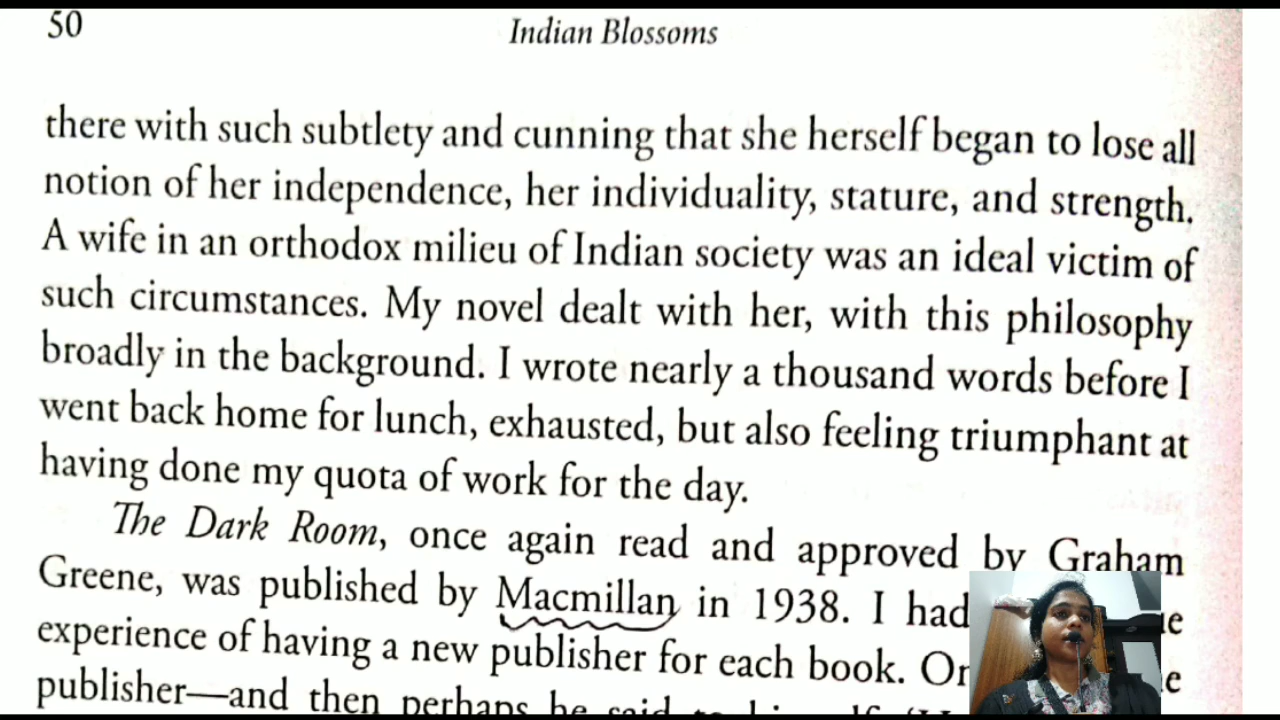 50
Indian Blossoms
there with such subtlety and cunning that she herself began to lose all
notion of her independence, her individuality, stature, and strength.
A wife in an orthodox milieu of Indian society was an ideal victim of
such circumstances. My novel dealt with her, with this philosophy
broadly in the background. I wrote nearly a thousand words before I
went back home for lunch, exhausted, but also feeling triumphant at
having done my quota of work for the day.
The Dark Room, once again read and approved by Graham
Greene, was published by Macmillan in 1938. I had
experience of having a new publisher for each book.
publisher—and then perhaps he said to himself